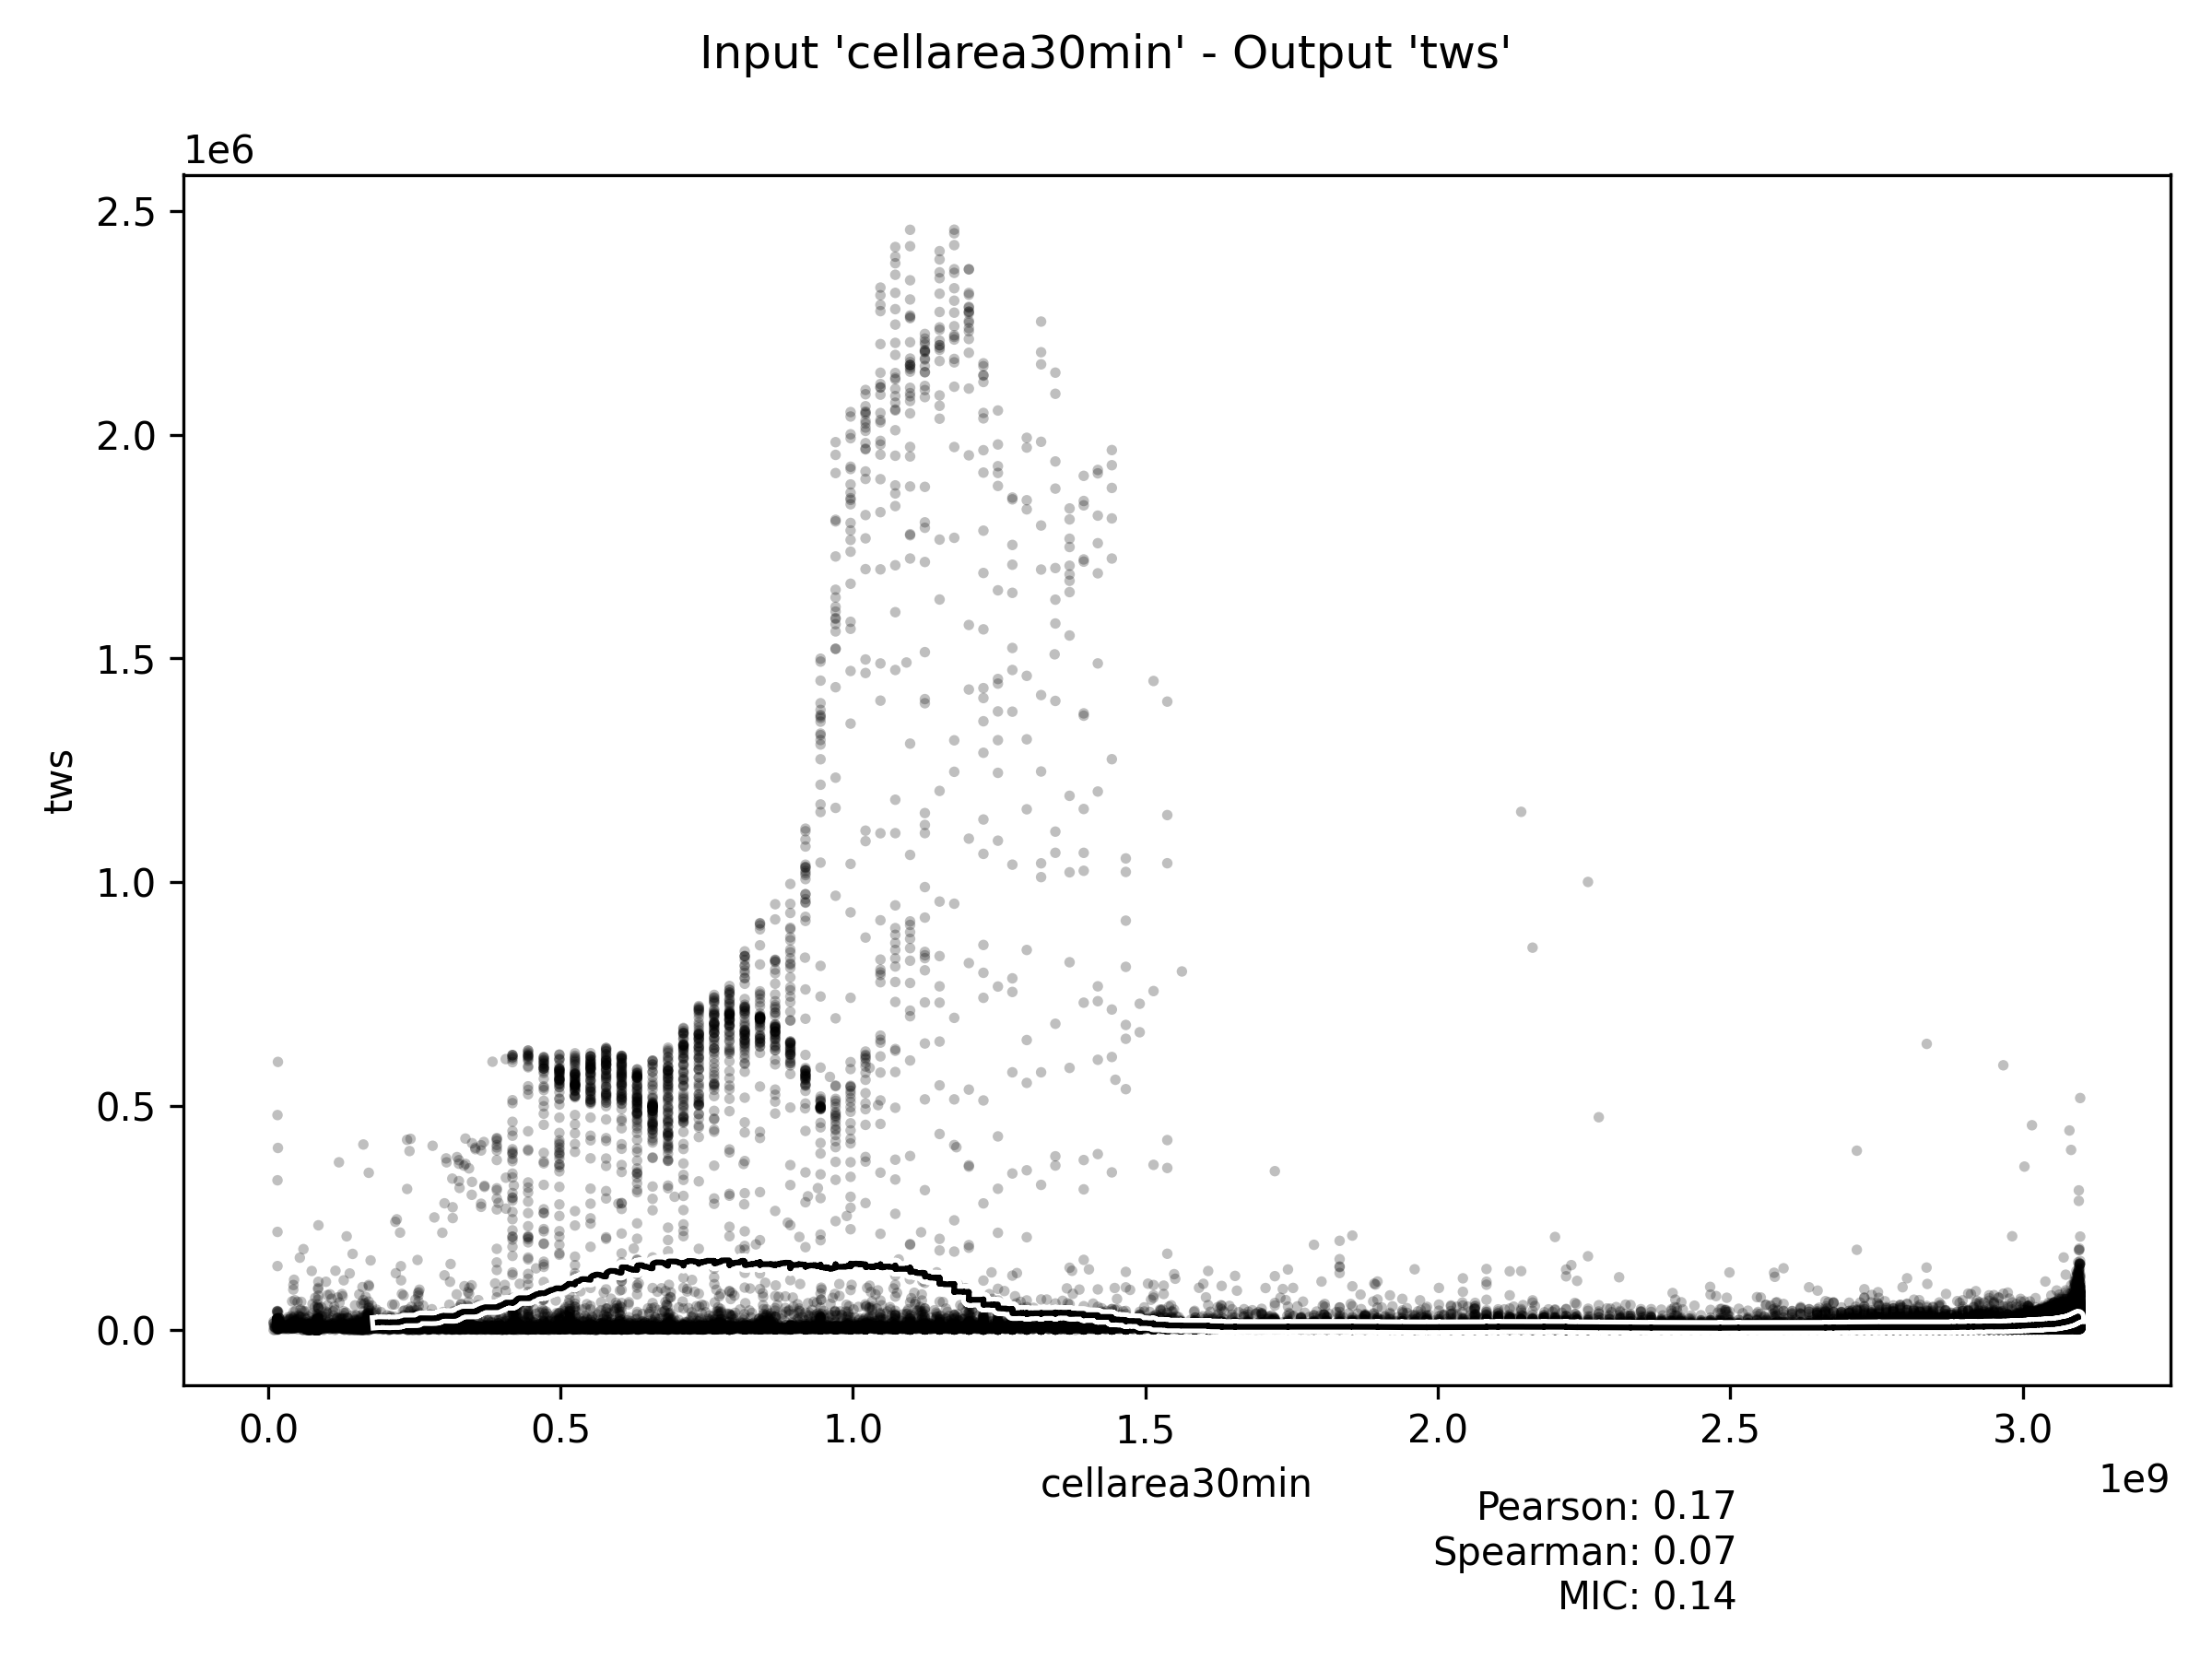 Input 'cellarea30min' - Output 'tws'
1e6
2.5
2.0
1.5
1.0
0.5
0.0
tws
0.0 0.5 1.0 1.5 2.0 2.5 3.0
cellarea30min
1e9
Pearson: 0.17
Spearman: 0.07
MIC: 0.14